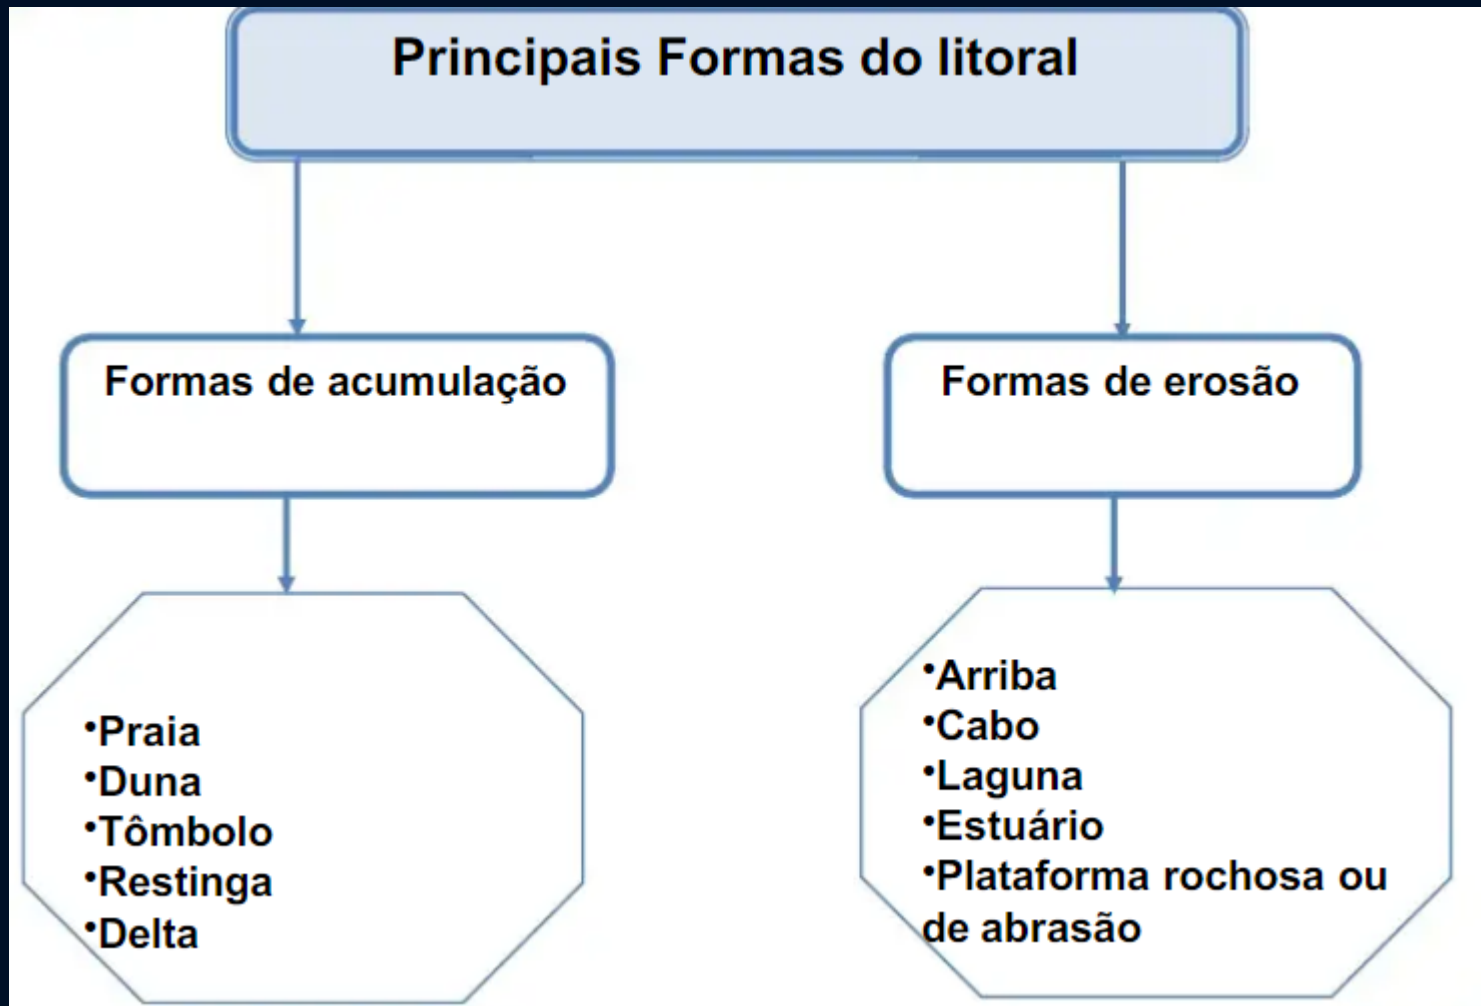 Principais Formas do litoral
Formas de acumulação
Formas de erosão
•Praia
•Duna
•Tômbolo
•Restinga
•Delta
•Arriba
•Cabo
•Laguna
•Estuário
•Plataforma rochosa ou
de abrasão